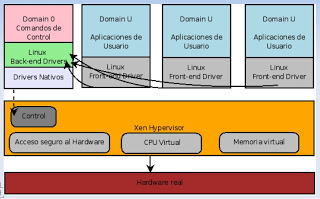 Domain 0
Comandos de
Control
Linux
Back-end Drivers
Drivers Nativos
Domain U
Aplicaciones de
Usuario
Linux
Front-end Driver
Domain U
Aplicaciones de
Usuario
Linux
Front-end Driver
Domain U
Aplicaciones de
Usuario
Linux
Front-end Driver
Control
Xen Hypervisor
Acceso seguro al Hardware
CPU Virtual
Memoria virtual
Hardware real